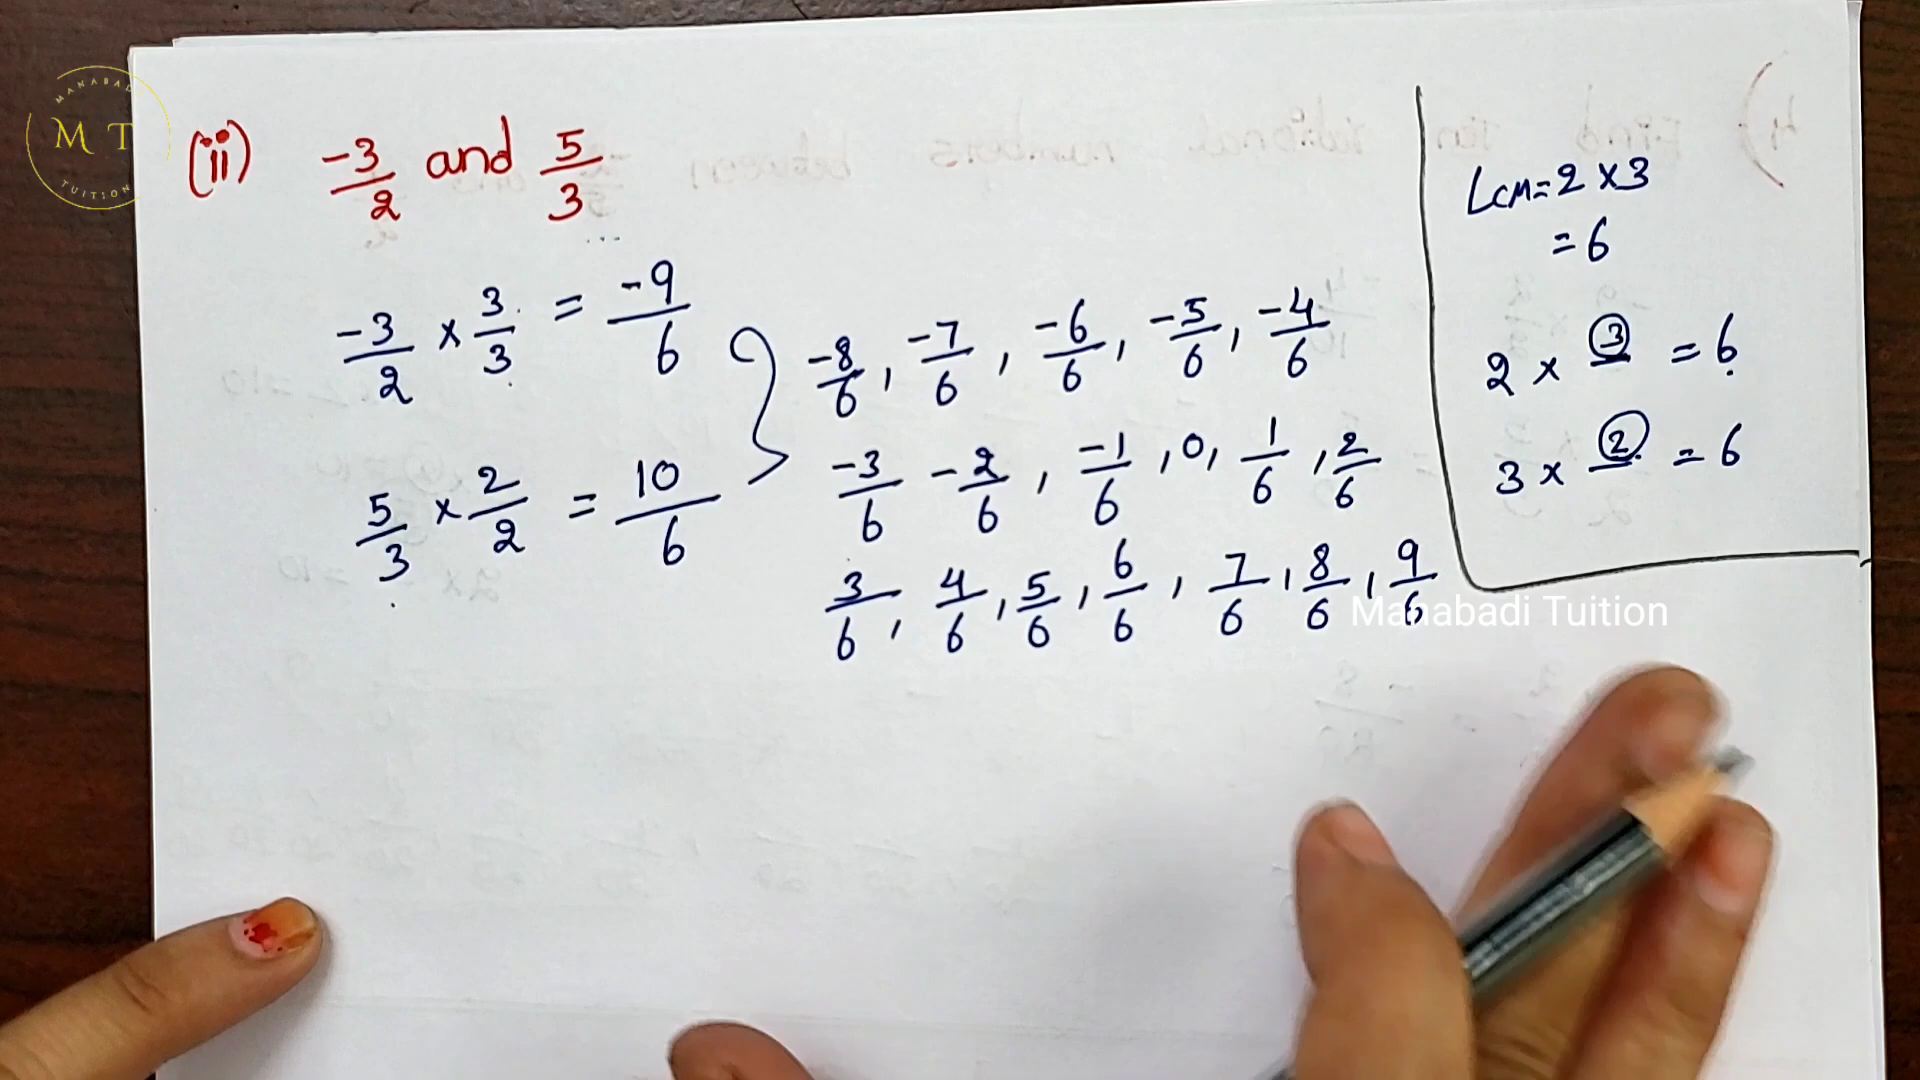 MANABADI
M T
TUITION
(ii) -3/2 and 5/3
LCM = 2 × 3
= 6
2 × 3 = 6
3 × 2 = 6
-3/2 × 3/3 = -9/6
5/3 × 2/2 = 10/6
-8/6, -7/6, -6/6, -5/6, -4/6
-3/6 -2/6, -1/6, 0, 1/6, 2/6
3/6, 4/6, 5/6, 6/6, 7/6, 8/6, 9/6
Manabadi Tuition